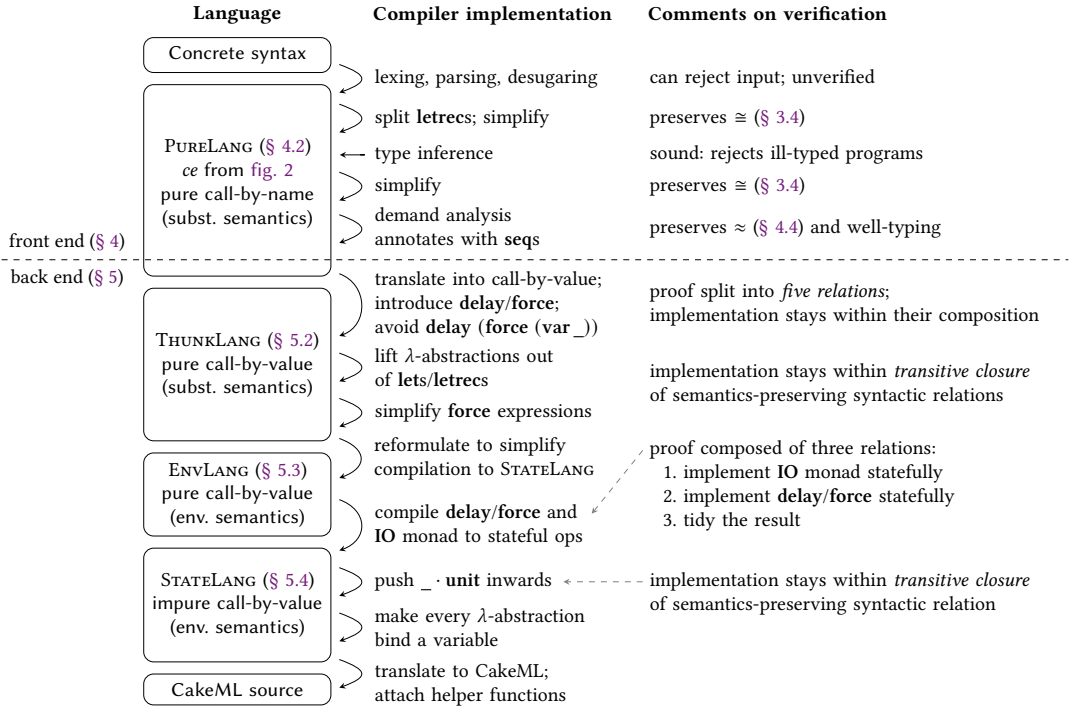 Language
Compiler implementation
Comments on verification
Concrete syntax
lexing, parsing, desugaring
can reject input; unverified
split letrecs; simplify
preserves ≅ (§ 3.4)
PureLang (§ 4.2)
ce from fig. 2
pure call-by-name
(subst. semantics)
type inference
sound: rejects ill-typed programs
simplify
preserves ≅ (§ 3.4)
demand analysis
annotates with seqs
preserves ≈ (§ 4.4) and well-typing
front end (§ 4)
back end (§ 5)
translate into call-by-value;
introduce delay/force;
avoid delay (force (var _))
proof split into five relations;
implementation stays within their composition
ThunkLang (§ 5.2)
pure call-by-value
(subst. semantics)
lift λ-abstractions out
of lets/letrecs
implementation stays within transitive closure
of semantics-preserving syntactic relations
simplify force expressions
reformulate to simplify
compilation to StateLang
EnvLang (§ 5.3)
pure call-by-value
(env. semantics)
proof composed of three relations:
1. implement IO monad statefully
2. implement delay/force statefully
3. tidy the result
compile delay/force and
IO monad to stateful ops
StateLang (§ 5.4)
impure call-by-value
(env. semantics)
push _ · unit inwards
implementation stays within transitive closure
of semantics-preserving syntactic relation
make every λ-abstraction
bind a variable
translate to CakeML;
attach helper functions
CakeML source